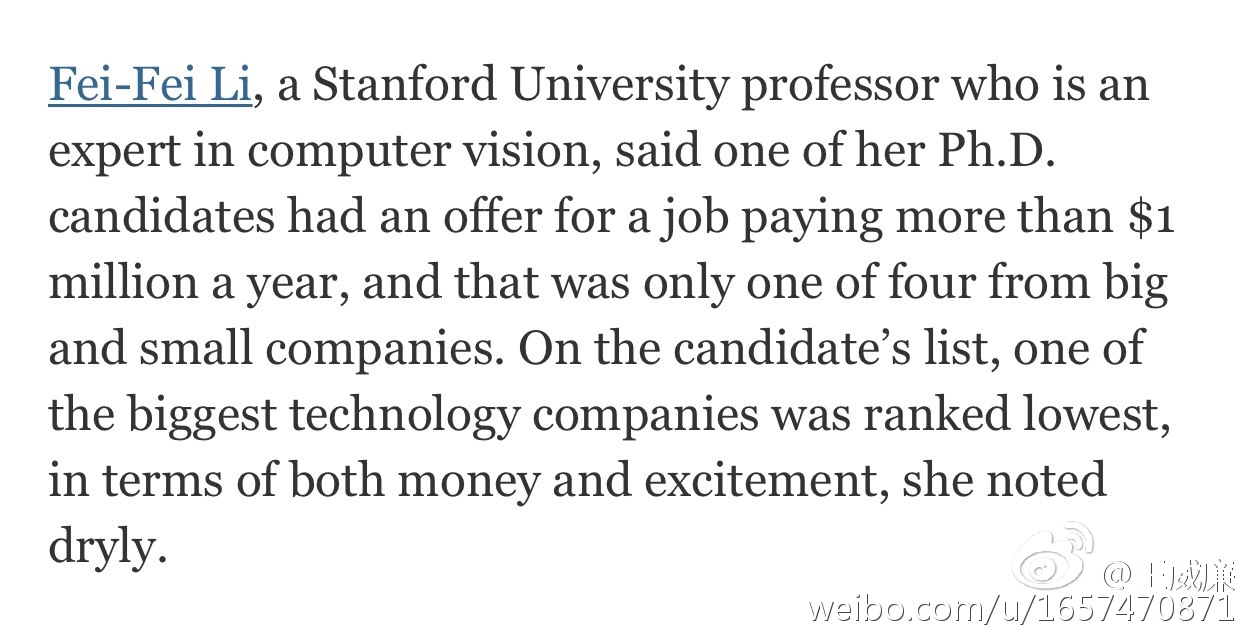 Fei-Fei Li, a Stanford University professor who is an
expert in computer vision, said one of her Ph.D.
candidates had an offer for a job paying more than $1
million a year, and that was only one of four from big
and small companies. On the candidate’s list, one of
the biggest technology companies was ranked lowest,
in terms of both money and excitement, she noted
dryly.
@王威廉
weibo.com/u/1657470871